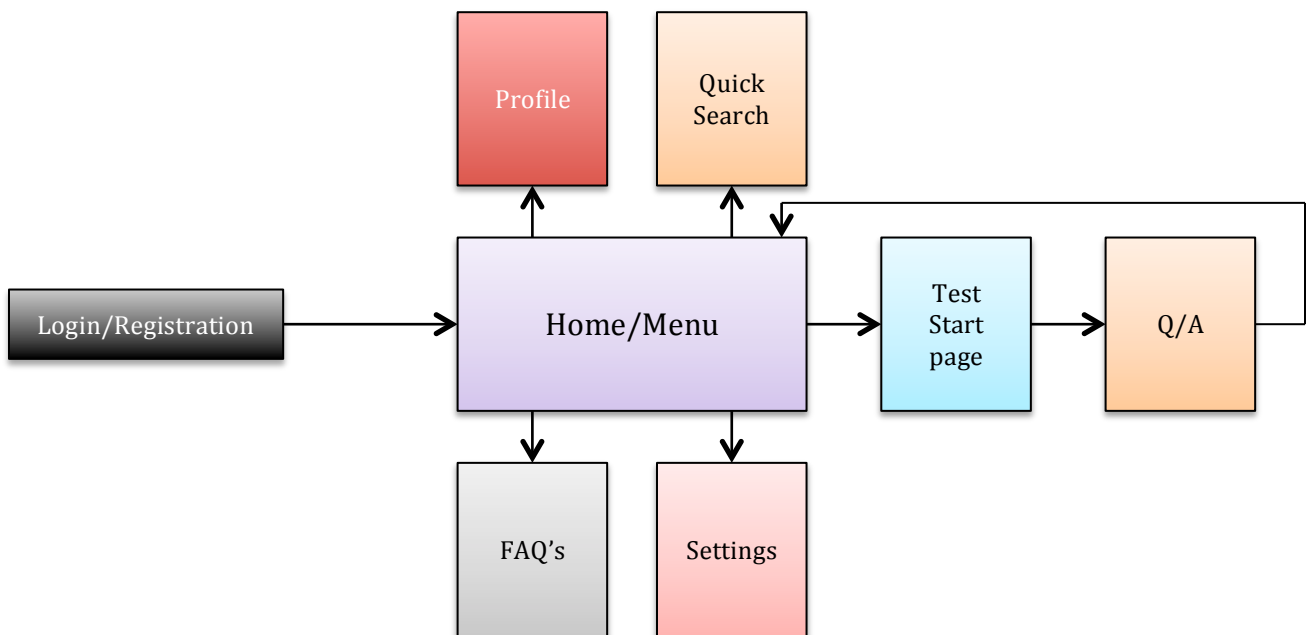 Profile
Quick
Search
Login/Registration
Home/Menu
Test
Start
page
Q/A
FAQ’s
Settings